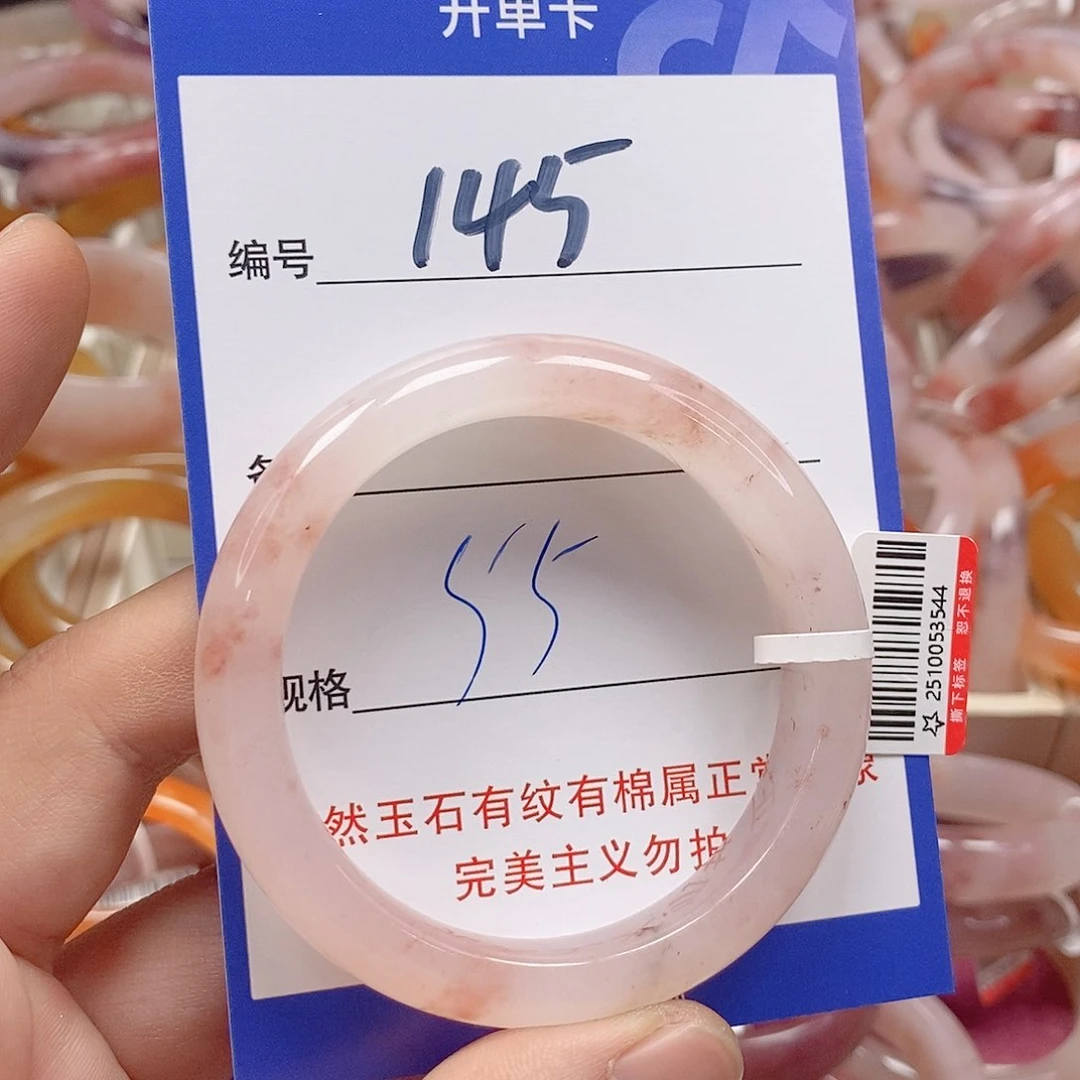 开单卡
编号 145
规格 55
然玉石有纹有棉属正常
完美主义勿拍
2510053544
撕下标签 恕不退换